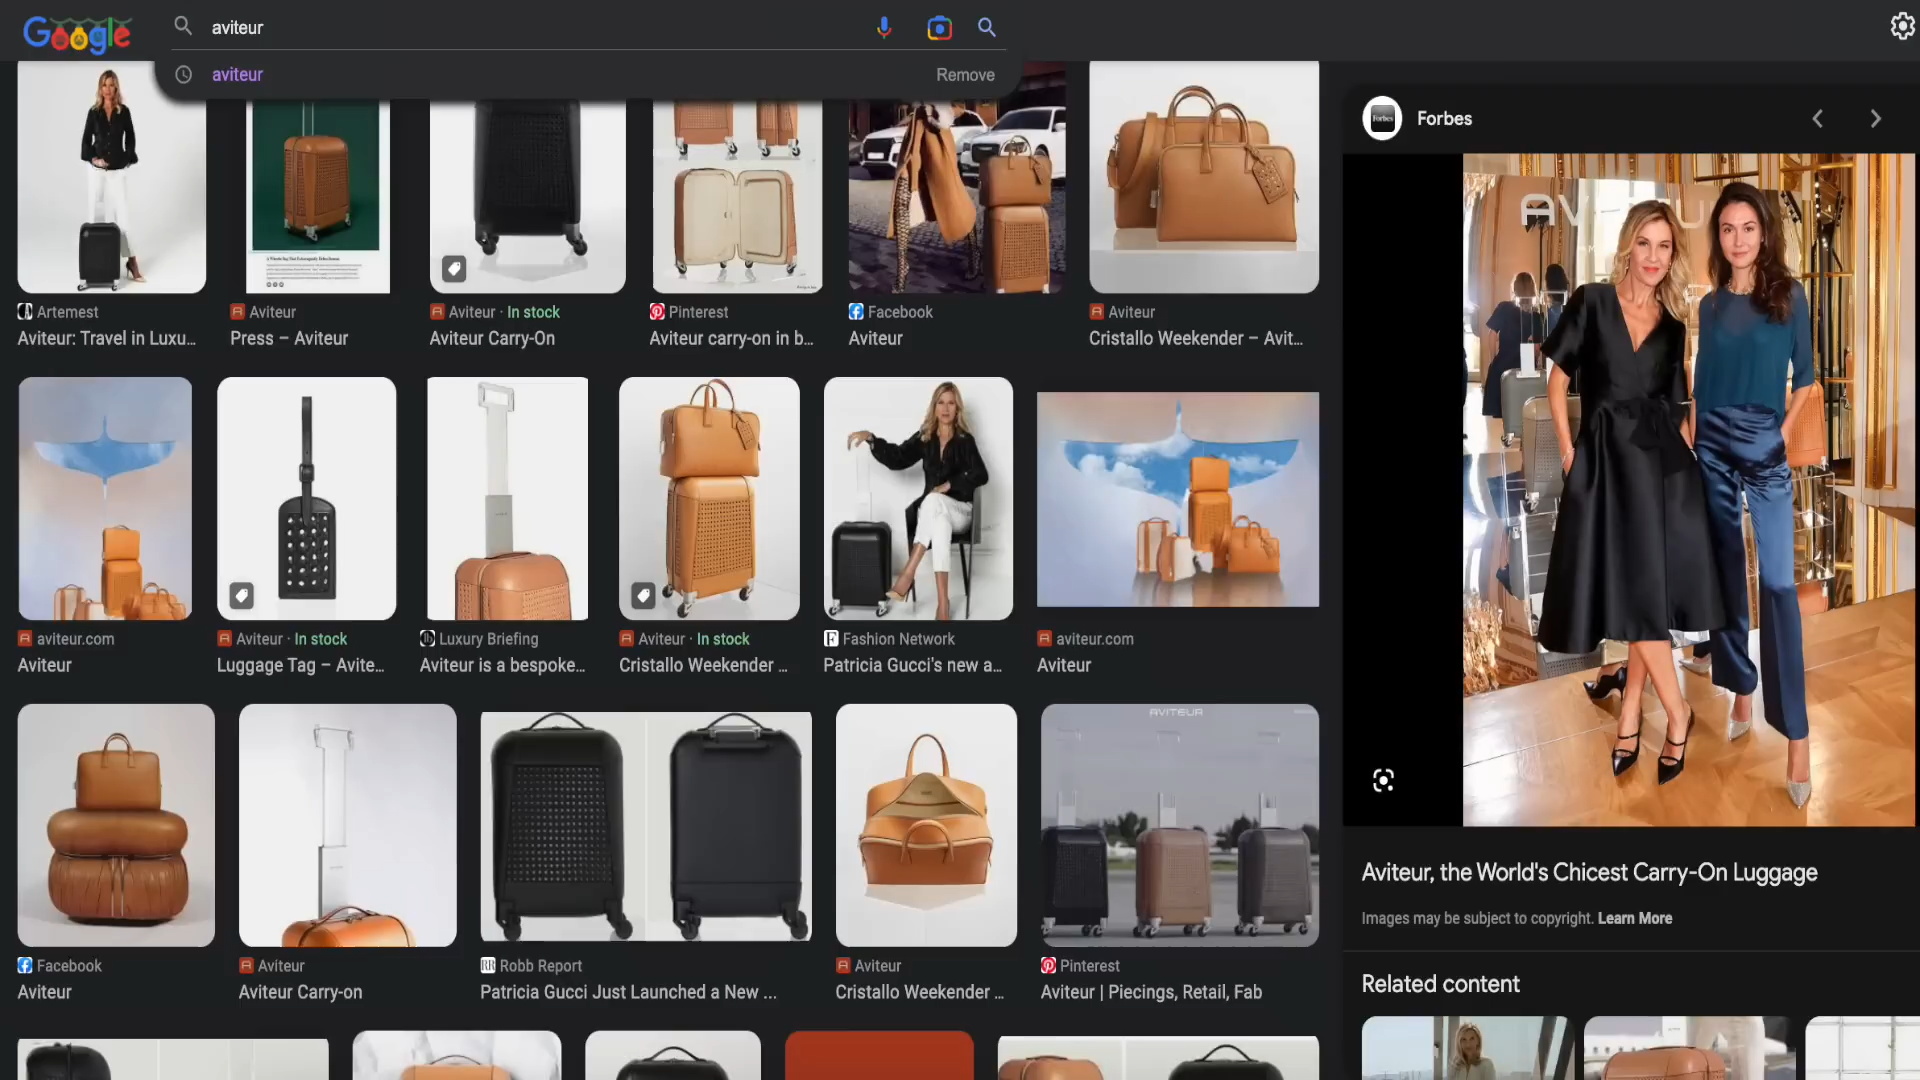 Google
aviteur
aviteur
Remove
Forbes
Forbes
AVITEUR
Artemest
Aviteur: Travel in Luxu...
Aviteur
Press – Aviteur
Aviteur · In stock
Aviteur Carry-On
Pinterest
Aviteur carry-on in b...
Facebook
Aviteur
Aviteur
Cristallo Weekender – Avit...
aviteur.com
Aviteur
Aviteur · In stock
Luggage Tag – Avite...
Luxury Briefing
Aviteur is a bespoke...
Aviteur · In stock
Cristallo Weekender ...
Fashion Network
Patricia Gucci's new a...
aviteur.com
Aviteur
AVITEUR
Facebook
Aviteur
Aviteur
Aviteur Carry-on
RR Robb Report
Patricia Gucci Just Launched a New ...
Aviteur
Cristallo Weekender ...
Pinterest
Aviteur | Piecings, Retail, Fab
Aviteur, the World's Chicest Carry-On Luggage
Images may be subject to copyright. Learn More
Related content